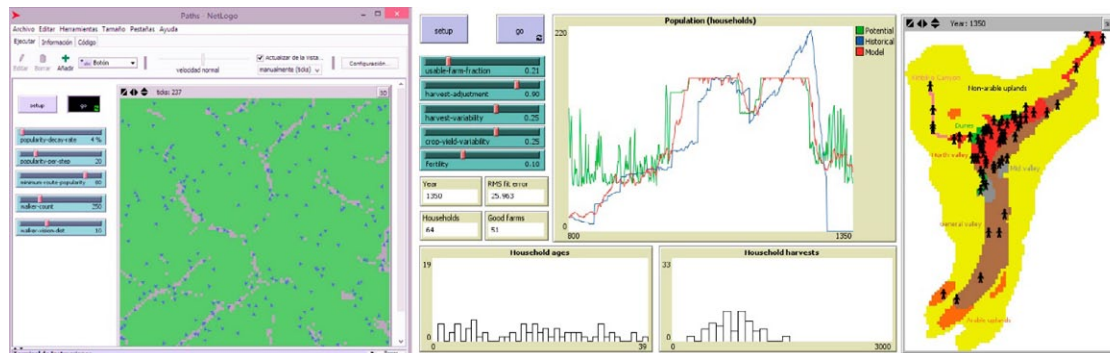 Paths - NetLogo
Archivo Editar Herramientas Tamaño Pestañas Ayuda
Ejecutar Información Código
Editar Borrar Añadir Botón
velocidad normal
Actualizar de la vista
manualmente (ticks)
Configuración...
setup
go
ticks: 237
3D
popularity-decay-rate 4 %
popularity-per-step 20
minimum-route-popularity 80
walker-count 250
walker-vision-dist 10
setup
go
usable-farm-fraction 0.21
harvest-adjustment 0.90
harvest-variability 0.25
crop-yield-variability 0.25
fertility 0.10
Year
1350
RMS fit error
25.963
Households
64
Good farms
51
Population (households)
220
0
800
1350
Potential
Historical
Model
Household ages
19
0
0
39
Household harvests
33
0
0
3000
Year: 1350
Non-arable uplands
Dunes
North valley
Mid valley
General valley
Arable uplands